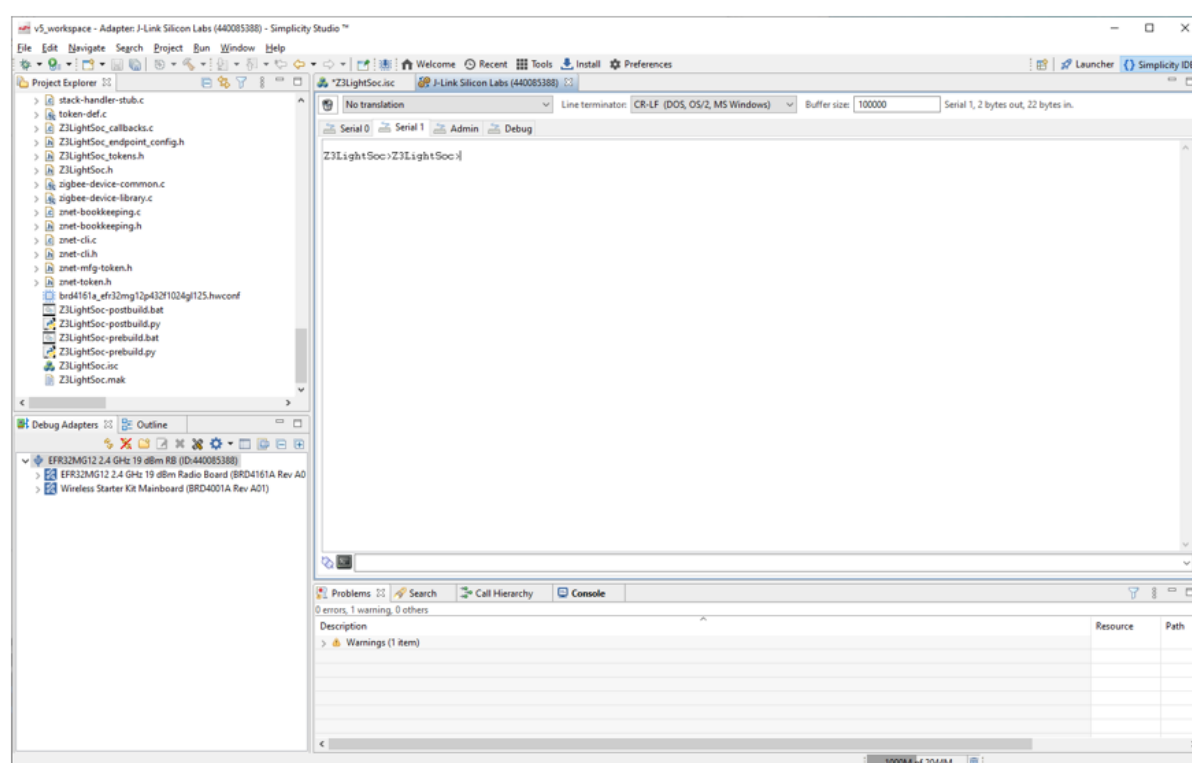 v5_workspace - Adapter: J-Link Silicon Labs (440085388) - Simplicity Studio ™
File Edit Navigate Search Project Run Window Help
Welcome Recent Tools Install Preferences Launcher {} Simplicity IDE
Project Explorer
stack-handler-stub.c
token-def.c
Z3LightSoc_callbacks.c
Z3LightSoc_endpoint_config.h
Z3LightSoc_tokens.h
Z3LightSoc.h
zigbee-device-common.c
zigbee-device-library.c
znet-bookkeeping.c
znet-bookkeeping.h
znet-cli.c
znet-cli.h
znet-mfg-token.h
znet-token.h
brd4161a_efr32mg12p432f1024gl125.hwconf
Z3LightSoc-postbuild.bat
Z3LightSoc-postbuild.py
Z3LightSoc-prebuild.bat
Z3LightSoc-prebuild.py
Z3LightSoc.isc
Z3LightSoc.mak
Debug Adapters Outline
EFR32MG12 2.4 GHz 19 dBm RB (ID:440085388)
EFR32MG12 2.4 GHz 19 dBm Radio Board (BRD4161A Rev A0
Wireless Starter Kit Mainboard (BRD4001A Rev A01)
*Z3LightSoc.isc J-Link Silicon Labs (440085388)
No translation Line terminator: CR-LF (DOS, OS/2, MS Windows) Buffer size: 100000 Serial 1, 2 bytes out, 22 bytes in.
Serial 0 Serial 1 Admin Debug
Z3LightSoc>Z3LightSoc>
Problems Search Call Hierarchy Console
0 errors, 1 warning, 0 others
Description Resource Path
Warnings (1 item)